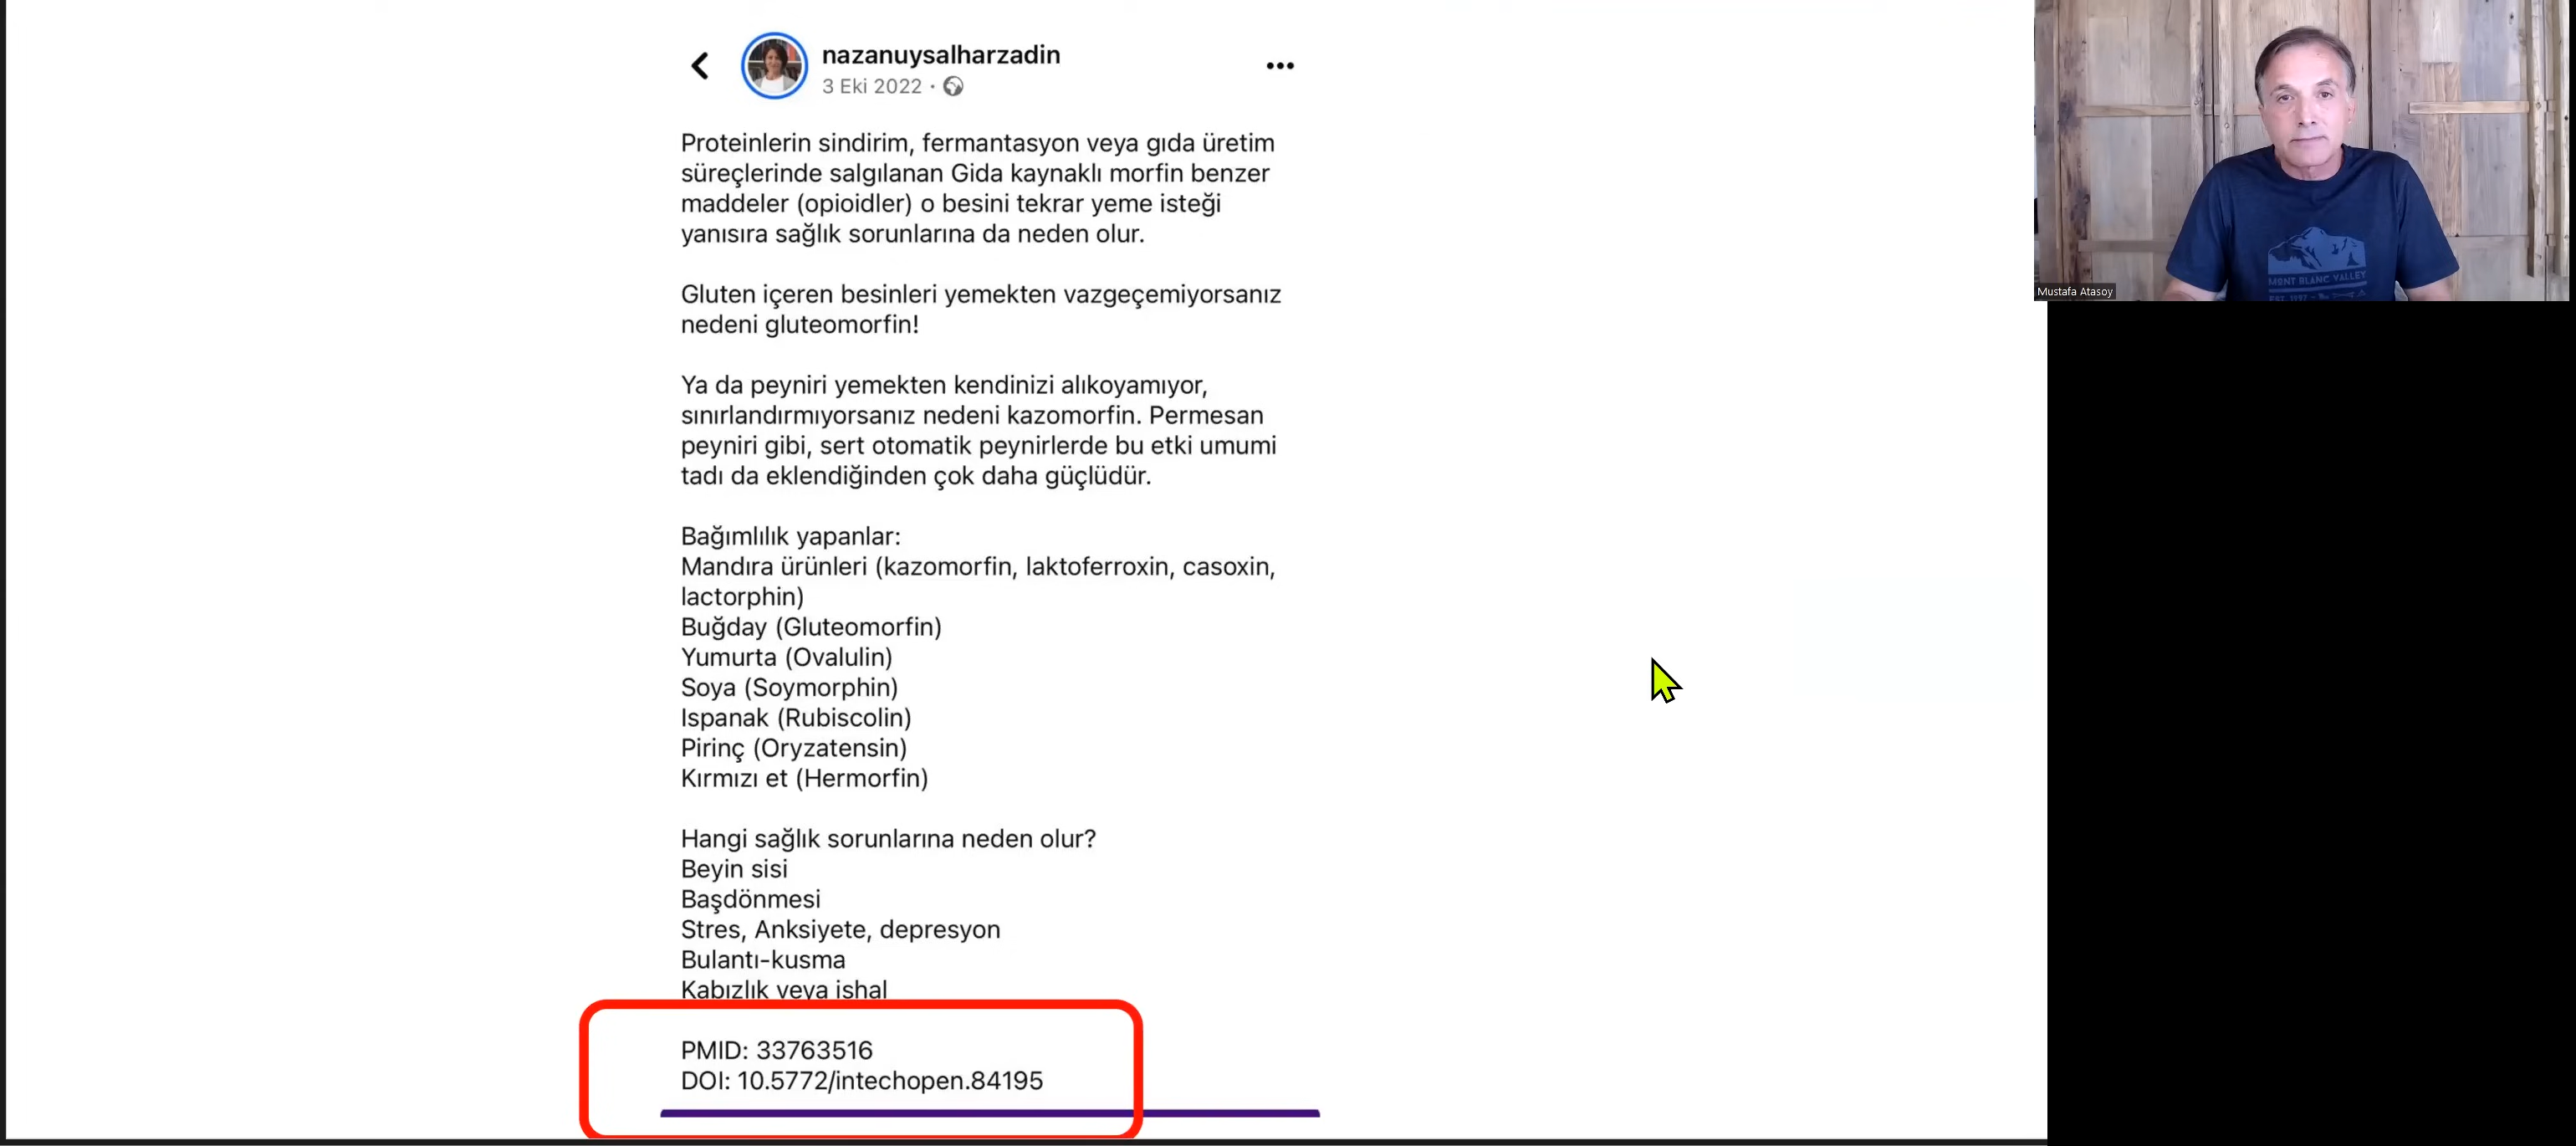 nazanuysalharzadin
3 Eki 2022 ·
Proteinlerin sindirim, fermantasyon veya gıda üretim
süreçlerinde salgılanan Gida kaynaklı morfin benzer
maddeler (opioidler) o besini tekrar yeme isteği
yanısıra sağlık sorunlarına da neden olur.
Gluten içeren besinleri yemekten vazgeçemiyorsanız
nedeni gluteomorfin!
Ya da peyniri yemekten kendinizi alıkoyamıyor,
sınırlandırmıyorsanız nedeni kazomorfin. Permesan
peyniri gibi, sert otomatik peynirlerde bu etki umumi
tadı da eklendiğinden çok daha güçlüdür.
Bağımlılık yapanlar:
Mandıra ürünleri (kazomorfin, laktoferroxin, casoxin,
lactorphin)
Buğday (Gluteomorfin)
Yumurta (Ovalulin)
Soya (Soymorphin)
Ispanak (Rubiscolin)
Pirinç (Oryzatensin)
Kırmızı et (Hermorfin)
Hangi sağlık sorunlarına neden olur?
Beyin sisi
Başdönmesi
Stres, Anksiyete, depresyon
Bulantı-kusma
Kabızlık veya ishal
PMID: 33763516
DOI: 10.5772/intechopen.84195
MONT BLANC VALLEY
Mustafa Atasoy